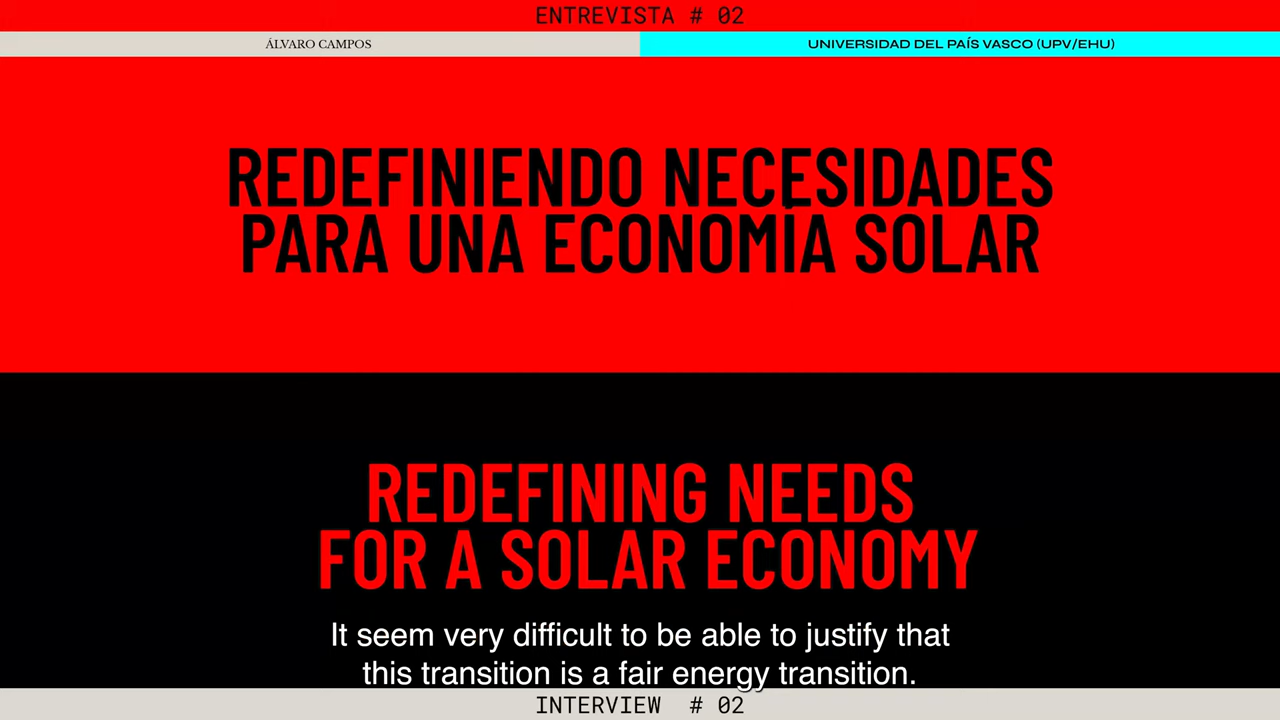 ENTREVISTA # 02
ÁLVARO CAMPOS
UNIVERSIDAD DEL PAÍS VASCO (UPV/EHU)
REDEFINIENDO NECESIDADES
PARA UNA ECONOMÍA SOLAR
REDEFINING NEEDS
FOR A SOLAR ECONOMY
It seem very difficult to be able to justify that
this transition is a fair energy transition.
INTERVIEW # 02